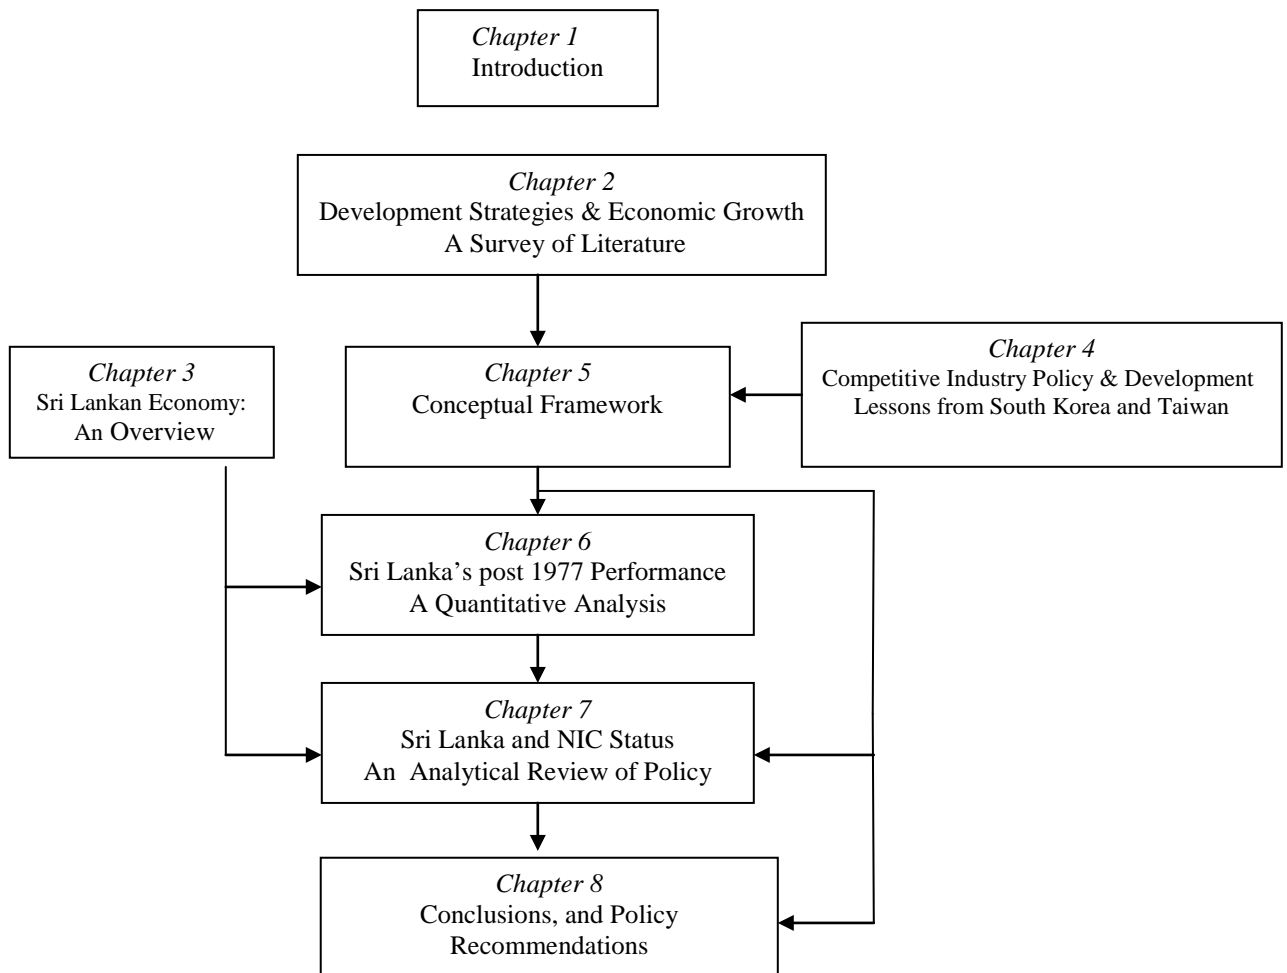 Chapter 1
Introduction
Chapter 2
Development Strategies & Economic Growth
A Survey of Literature
Chapter 3
Sri Lankan Economy:
An Overview
Chapter 5
Conceptual Framework
Chapter 4
Competitive Industry Policy & Development
Lessons from South Korea and Taiwan
Chapter 6
Sri Lanka's post 1977 Performance
A Quantitative Analysis
Chapter 7
Sri Lanka and NIC Status
An Analytical Review of Policy
Chapter 8
Conclusions, and Policy
Recommendations